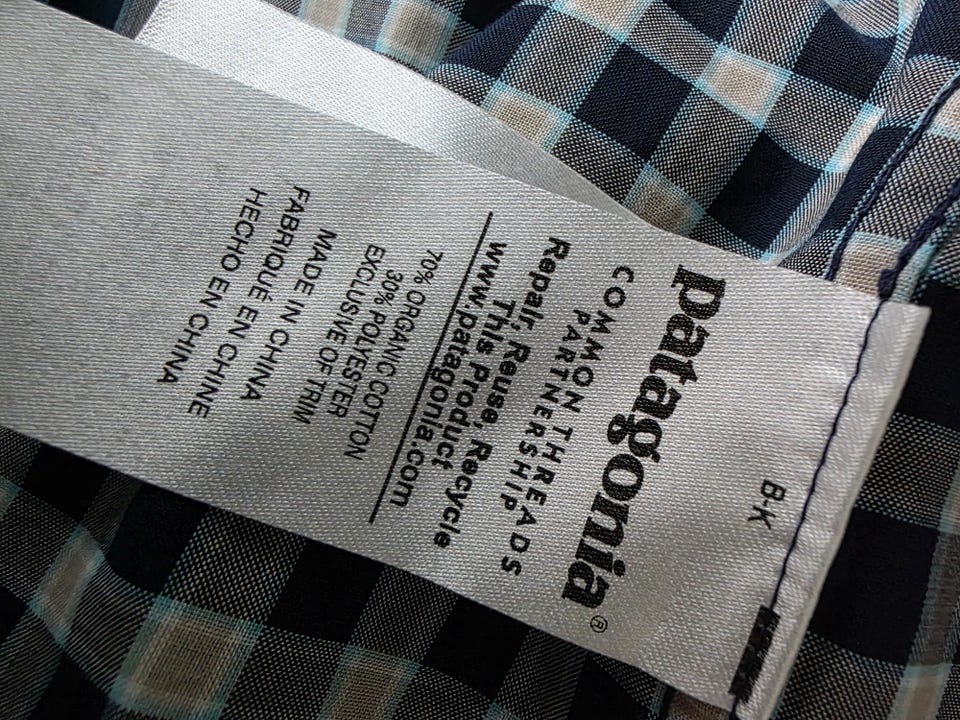 B-K
patagonia®
COMMON THREADS
PARTNERSHIP
Repair, Reuse, Recycle
This Product
www.patagonia.com
70% ORGANIC COTTON
30% POLYESTER
EXCLUSIVE OF TRIM
MADE IN CHINA
FABRIQUÉ EN CHINE
HECHO EN CHINA